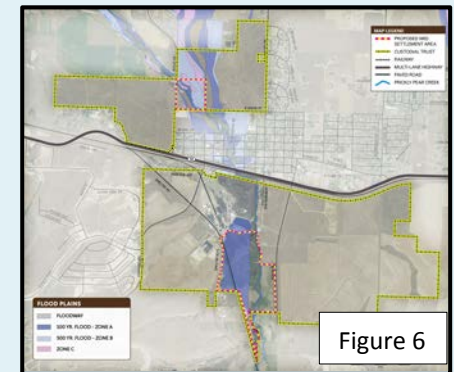 MAP LEGEND
PROPOSED NRD
SETTLEMENT AREA
CUSTODIAL TRUST
RAILWAY
MULTI-LANE HIGHWAY
PAVED ROAD
PRICKLY PEAR CREEK
FLOOD PLAINS
FLOODWAY
100 YR. FLOOD - ZONE A
500 YR. FLOOD - ZONE B
ZONE C
Figure 6